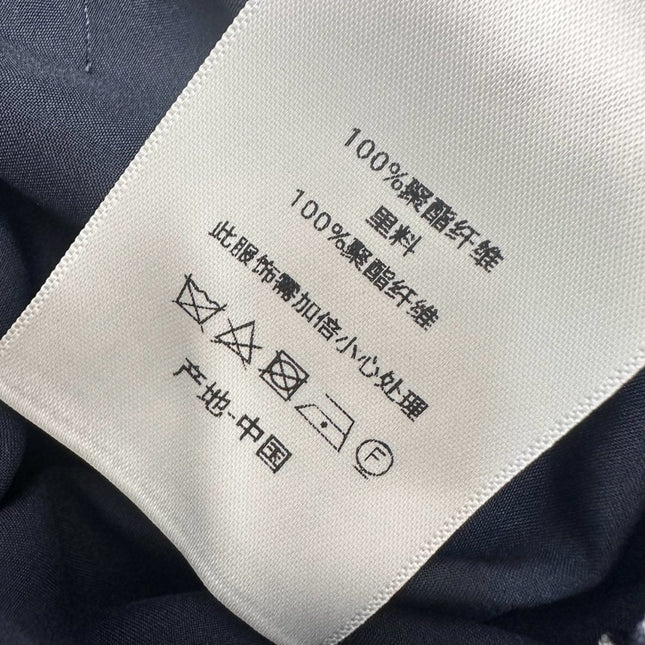 100%聚酯纤维
里料
100%聚酯纤维
此服饰需加倍小心处理
F
产地-中国